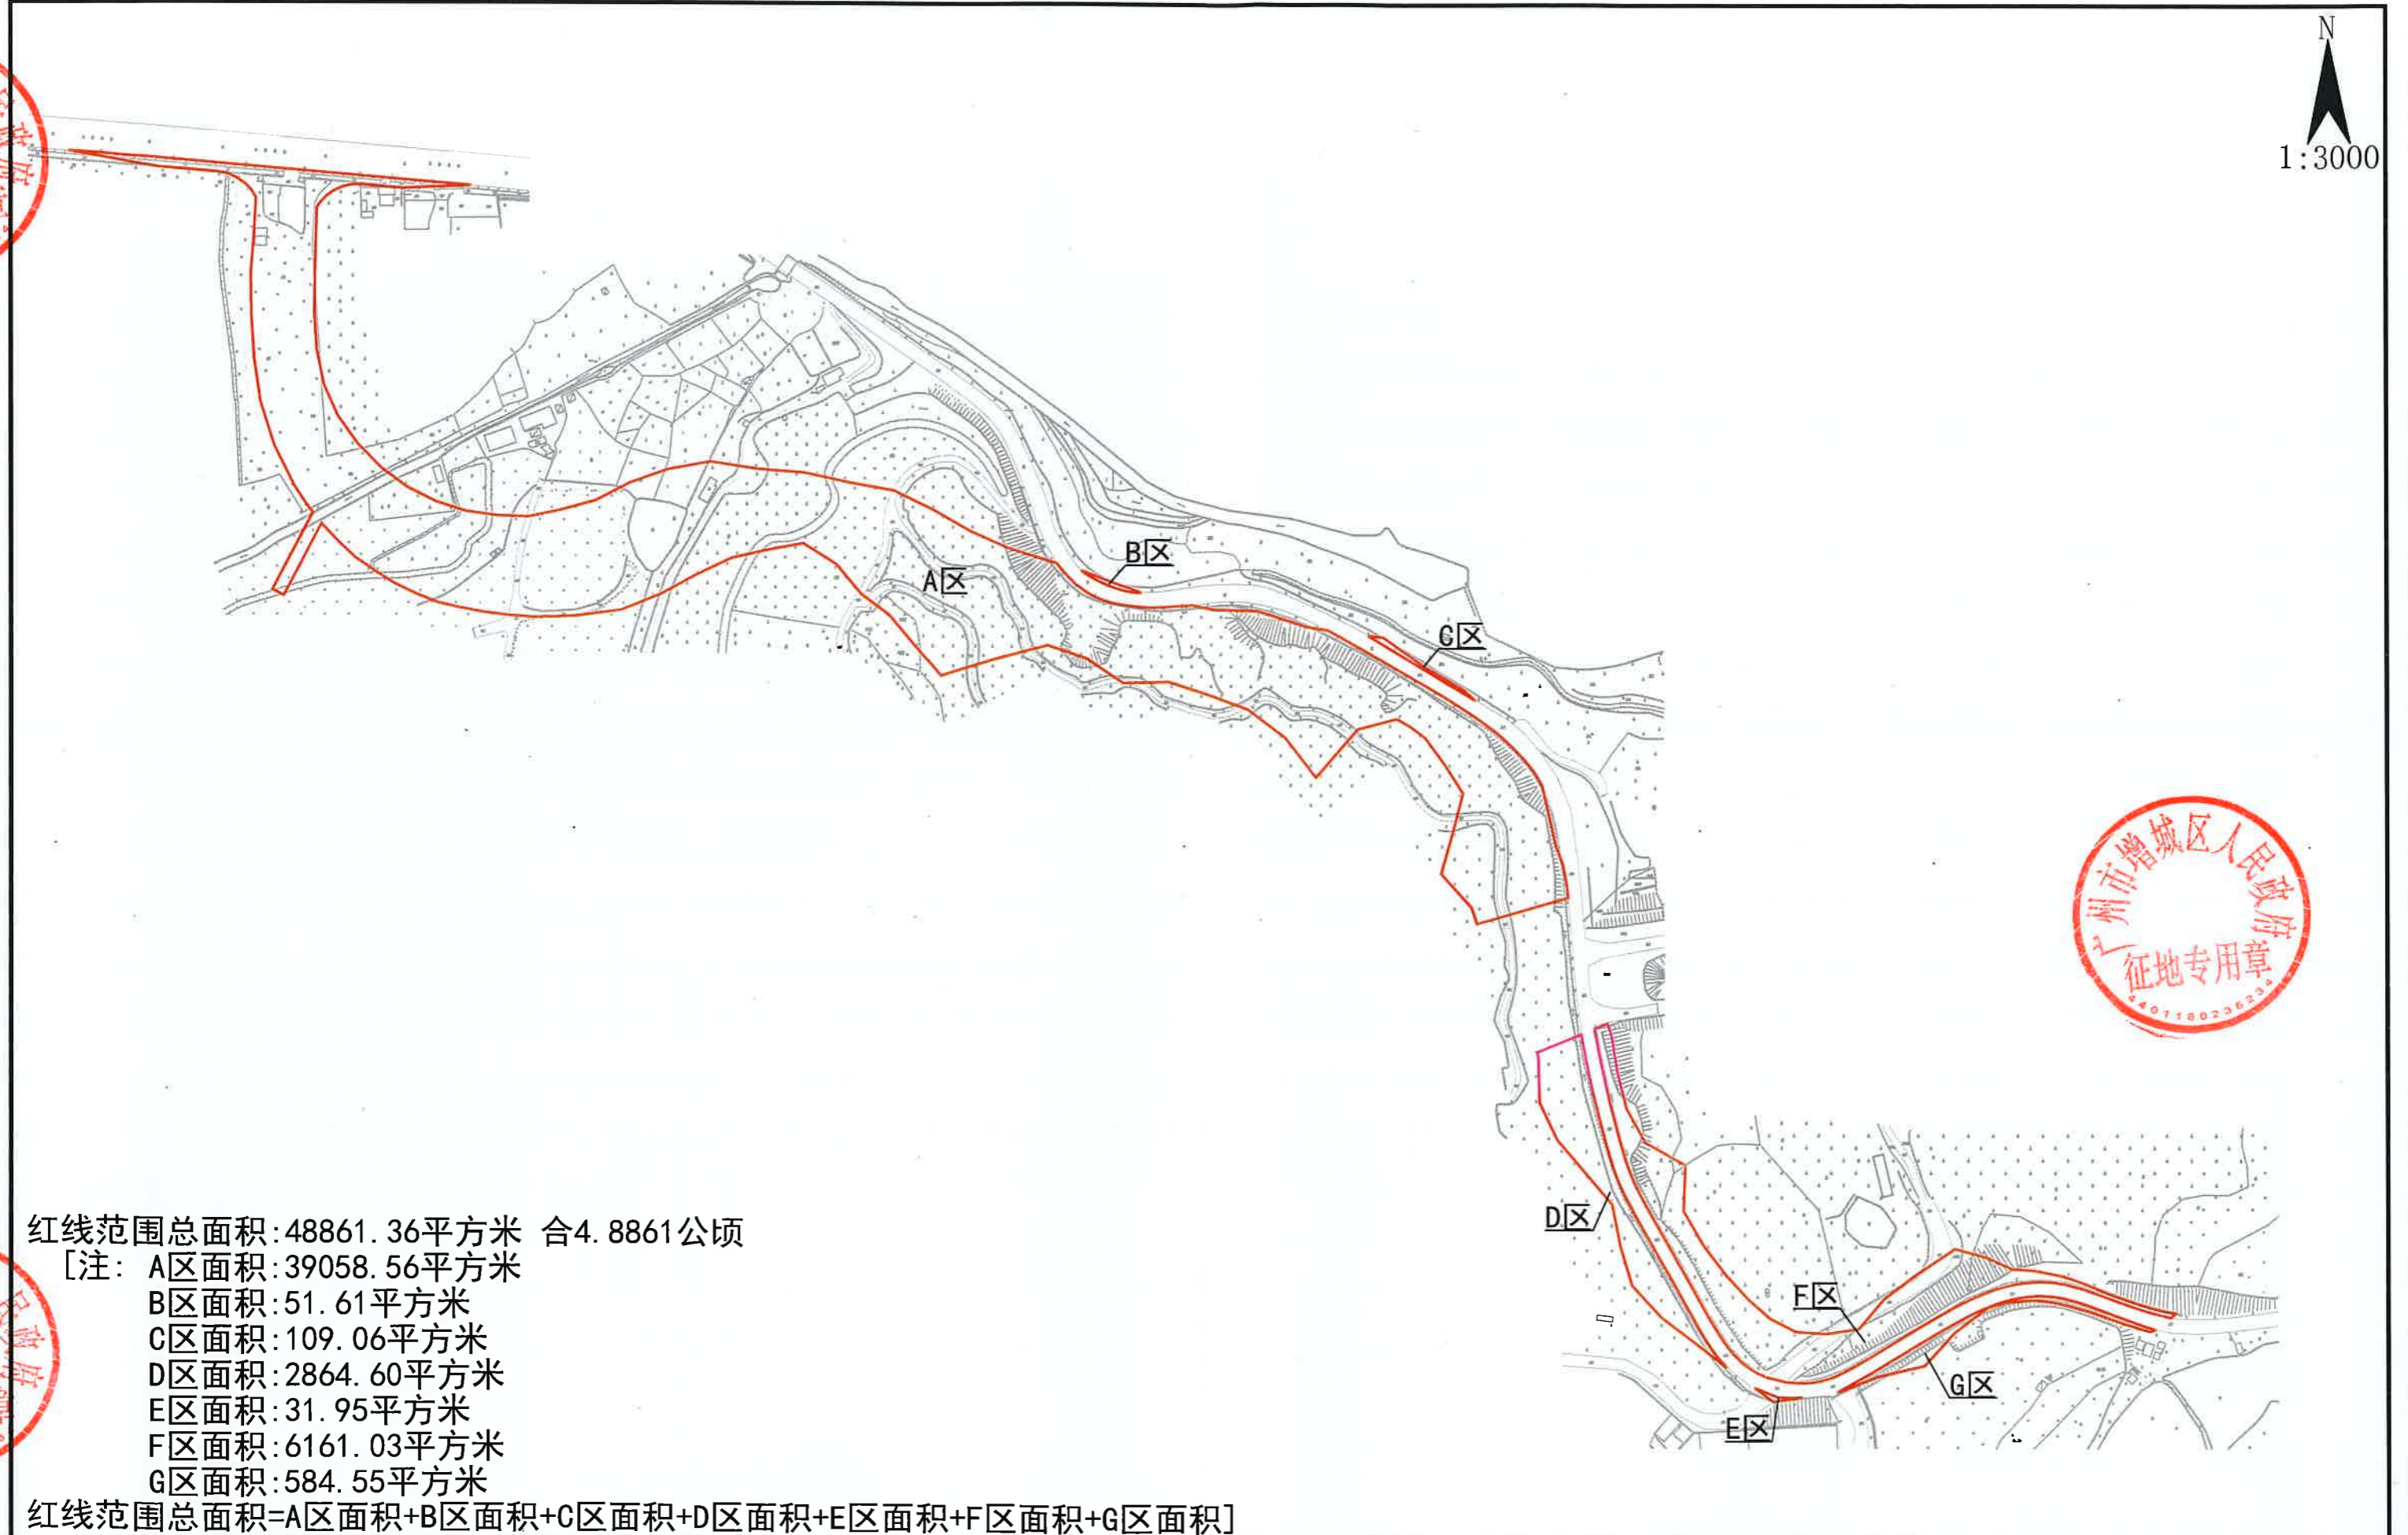 N
1:3000
B区
A区
C区
广州市增城区人民政府
征地专用章
D区
F区
G区
E区
红线范围总面积:48861.36平方米 合4.8861公顷
[注: A区面积:39058.56平方米
B区面积:51.61平方米
C区面积:109.06平方米
D区面积:2864.60平方米
E区面积:31.95平方米
F区面积:6161.03平方米
G区面积:584.55平方米
红线范围总面积=A区面积+B区面积+C区面积+D区面积+E区面积+F区面积+G区面积]